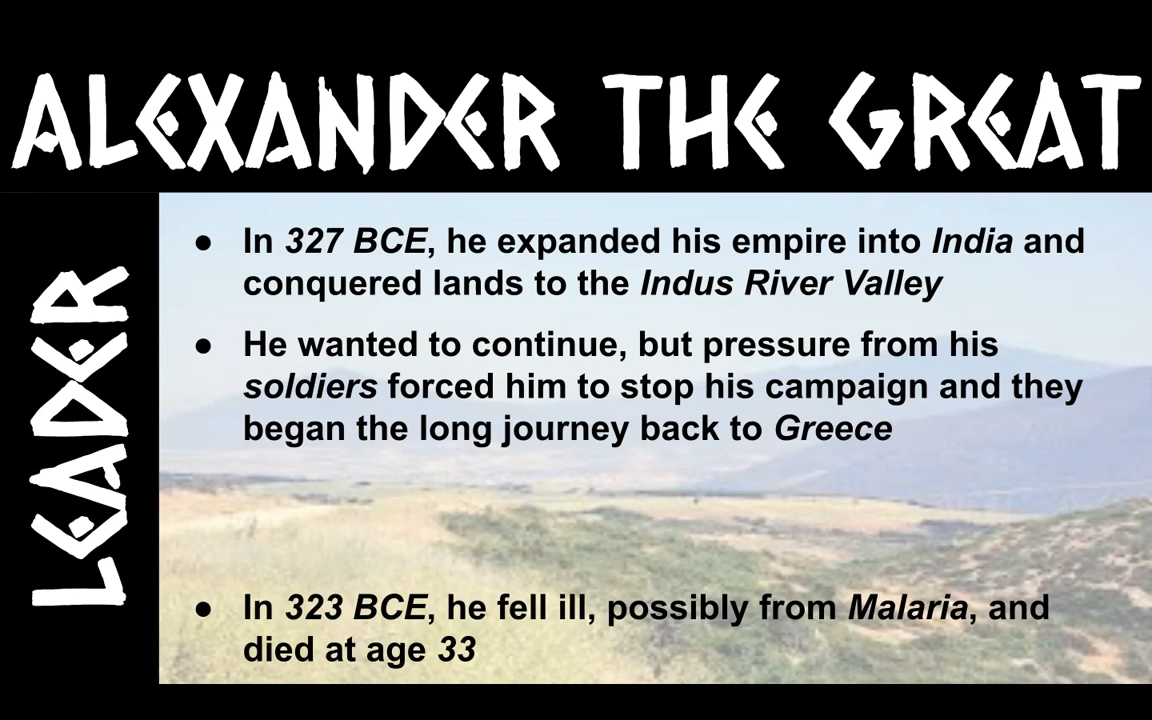 ALEXANDER THE GREAT
LEADER
● In 327 BCE, he expanded his empire into India and
conquered lands to the Indus River Valley
● He wanted to continue, but pressure from his
soldiers forced him to stop his campaign and they
began the long journey back to Greece
● In 323 BCE, he fell ill, possibly from Malaria, and
died at age 33